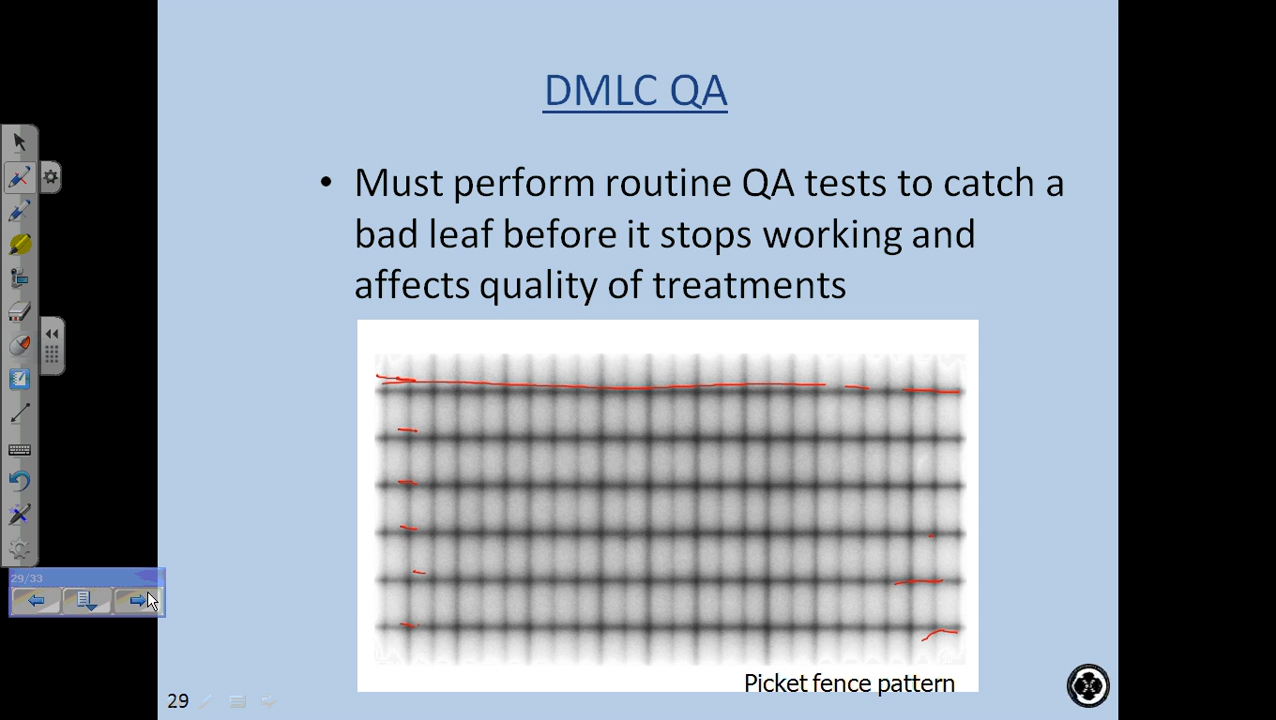 DMLC QA
• Must perform routine QA tests to catch a
bad leaf before it stops working and
affects quality of treatments
29/33
Picket fence pattern
29